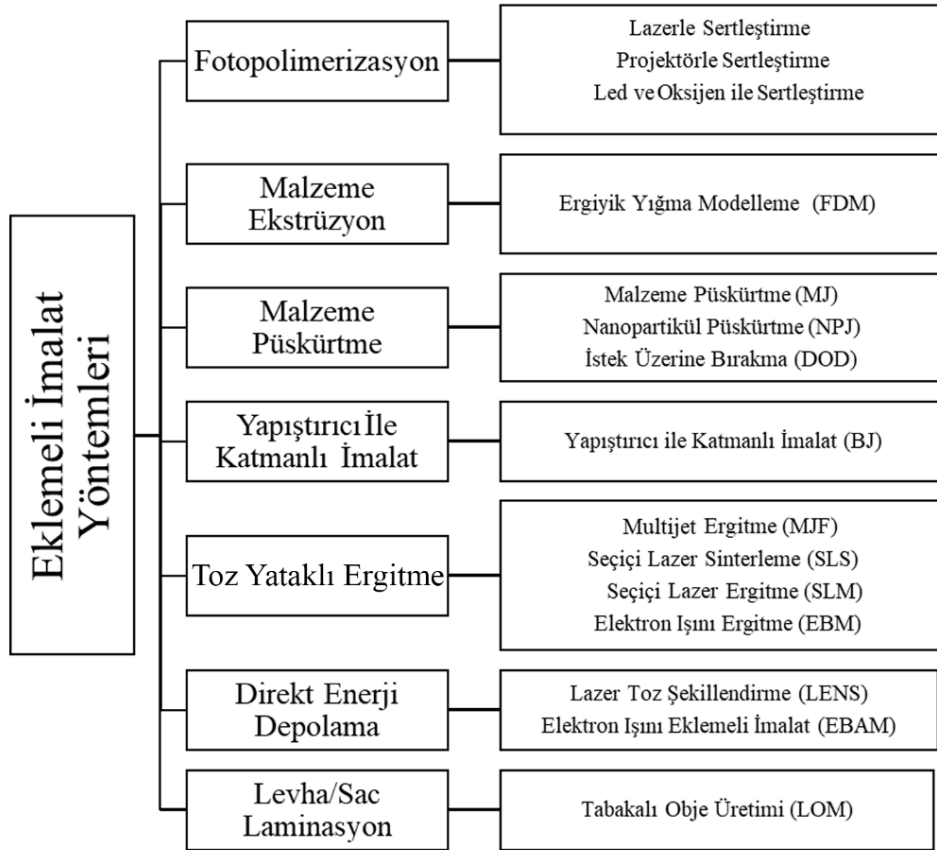 Eklemeli İmalat
Yöntemleri
Fotopolimerizasyon
Lazerle Sertleştirme
Projektörle Sertleştirme
Led ve Oksijen ile Sertleştirme
Malzeme
Ekstrüzyon
Ergiyik Yığma Modelleme (FDM)
Malzeme
Püskürtme
Malzeme Püskürtme (MJ)
Nanopartikül Püskürtme (NPJ)
İstek Üzerine Bırakma (DOD)
Yapıştırıcı İle
Katmanlı İmalat
Yapıştırıcı ile Katmanlı İmalat (BJ)
Toz Yataklı Ergitme
Multijet Ergitme (MJF)
Seçiçi Lazer Sinterleme (SLS)
Seçiçi Lazer Ergitme (SLM)
Elektron Işını Ergitme (EBM)
Direkt Enerji
Depolama
Lazer Toz Şekillendirme (LENS)
Elektron Işını Eklemeli İmalat (EBAM)
Levha/Sac
Laminasyon
Tabakalı Obje Üretimi (LOM)